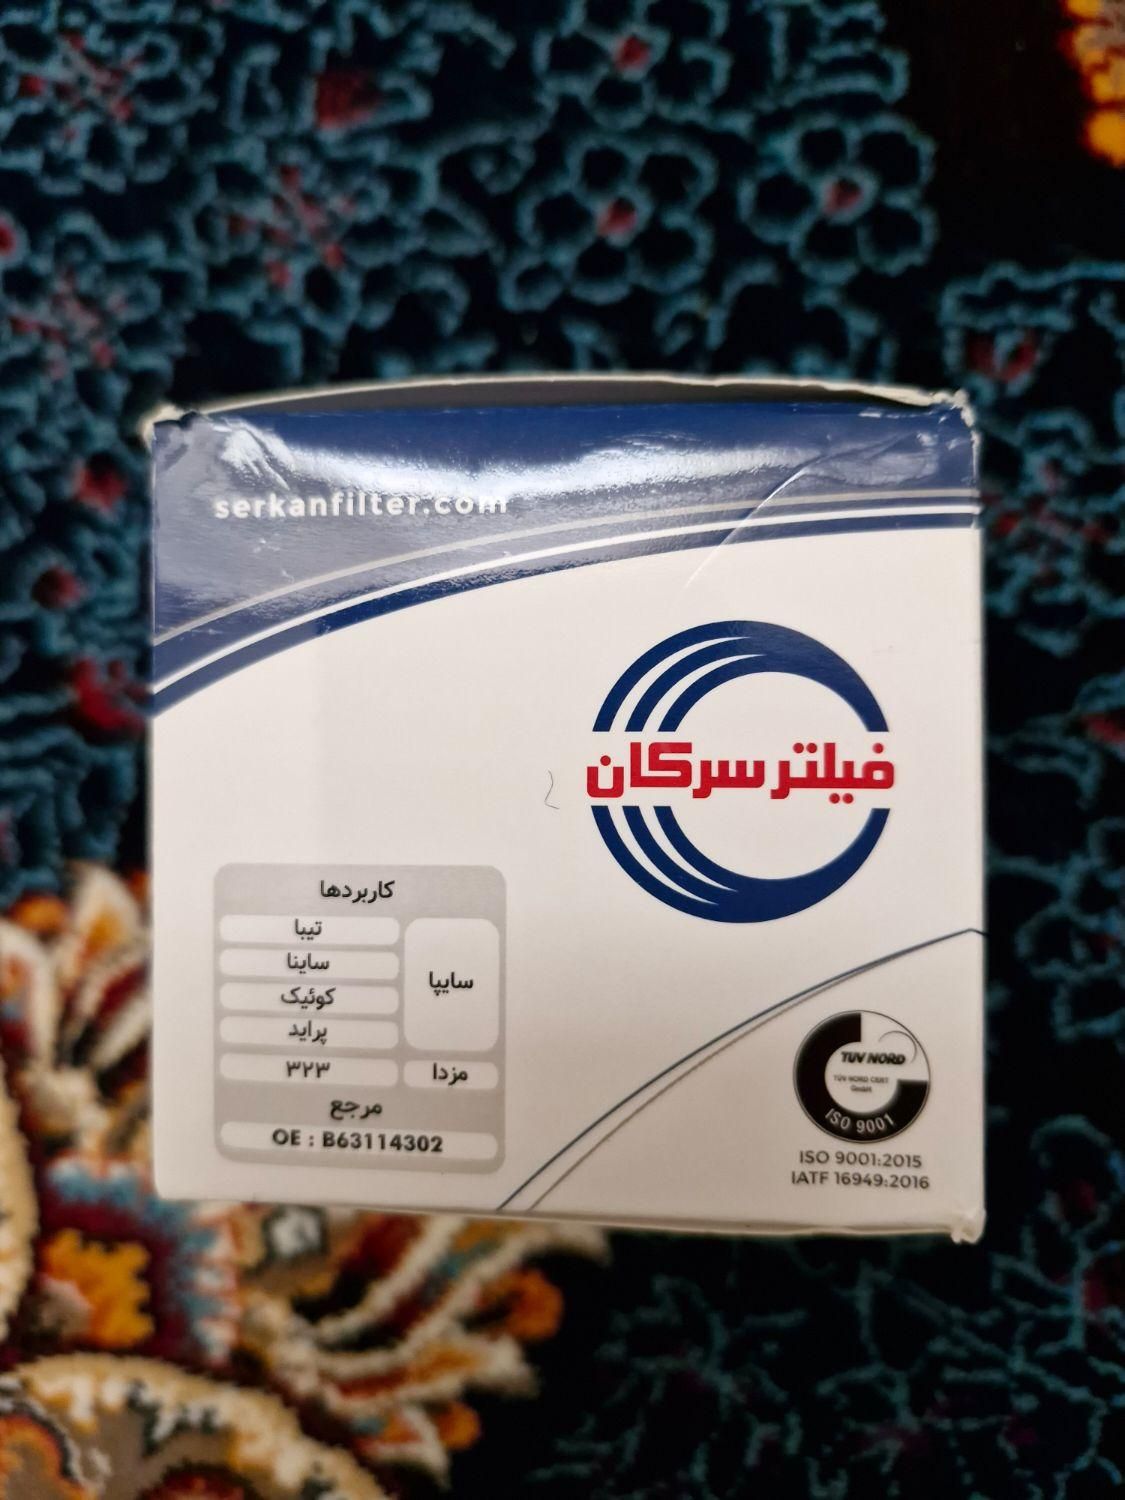 serkanfilter.com
فیلتر سرکان
کاربردها
سایپا
تیبا
ساینا
کوئیک
پراید
مزدا
۳۲۳
مرجع
OE : B63114302
TUV NORD
TUV NORD CERT
GmbH
ISO 9001
ISO 9001:2015
IATF 16949:2016